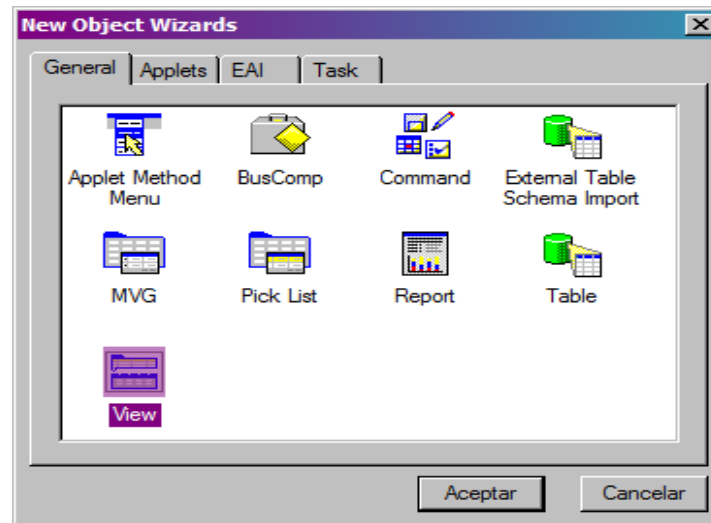 New Object Wizards
General Applets EAI Task
Applet Method
Menu
BusComp
Command
External Table
Schema Import
MVG
Pick List
Report
Table
View
Aceptar
Cancelar